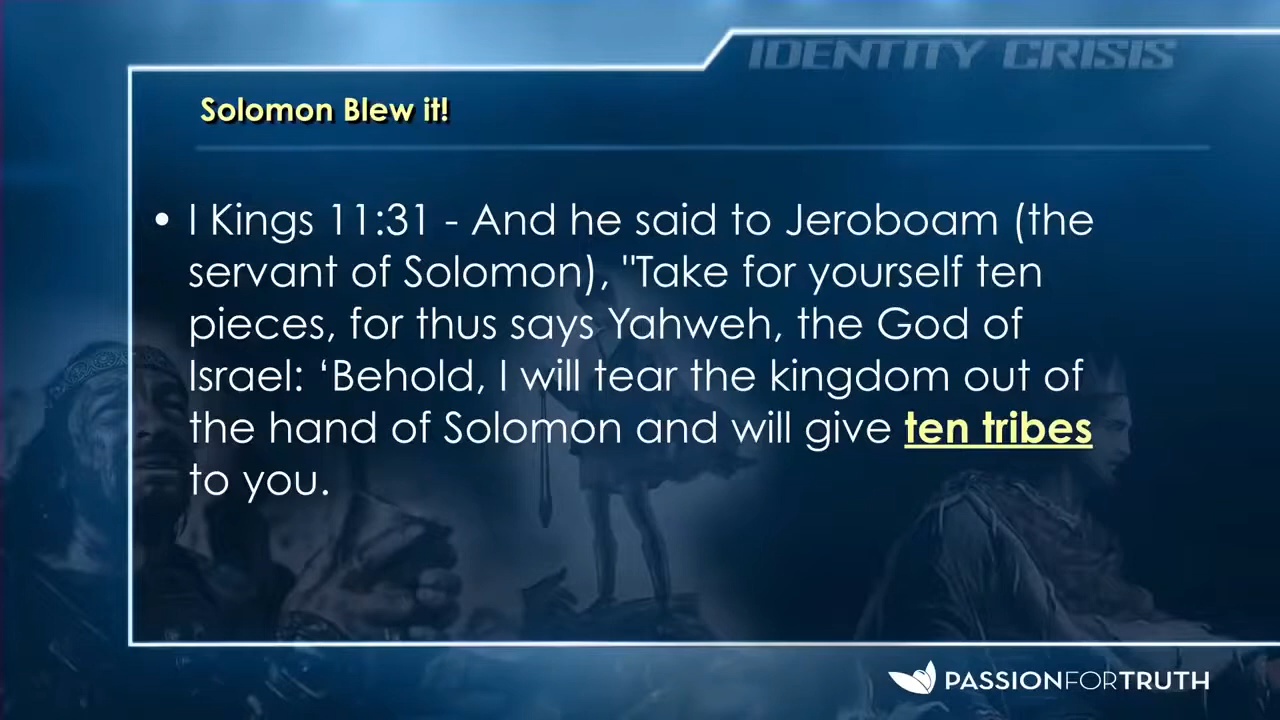 IDENTITY CRISIS
Solomon Blew it!
• I Kings 11:31 - And he said to Jeroboam (the
servant of Solomon), "Take for yourself ten
pieces, for thus says Yahweh, the God of
Israel: ‘Behold, I will tear the kingdom out of
the hand of Solomon and will give ten tribes
to you.
PASSIONFORTRUTH